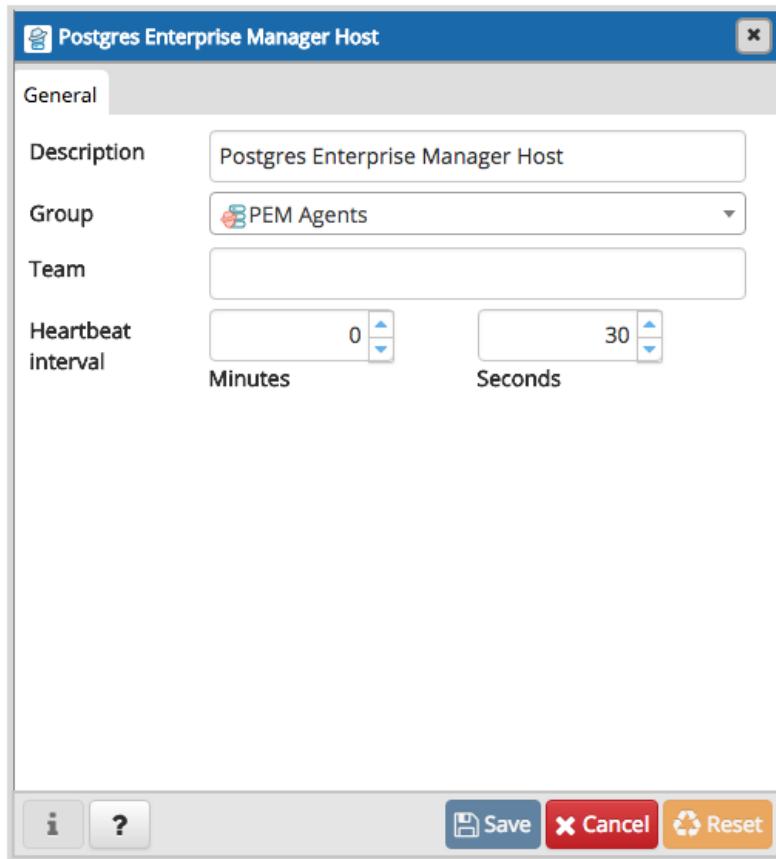 Postgres Enterprise Manager Host
General
Description
Postgres Enterprise Manager Host
Group
PEM Agents
Team
Heartbeat
interval
0
30
Minutes
Seconds
i
?
Save
Cancel
Reset